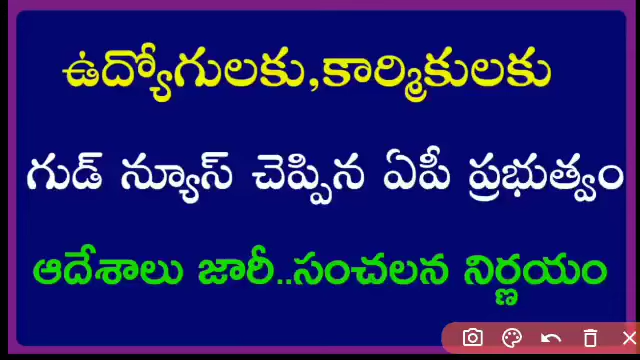 ఉద్యోగులకు,కార్మికులకు
గుడ్ న్యూస్ చెప్పిన ఏపీ ప్రభుత్వం
ఆదేశాలు జారీ..సంచలన నిర్ణయం